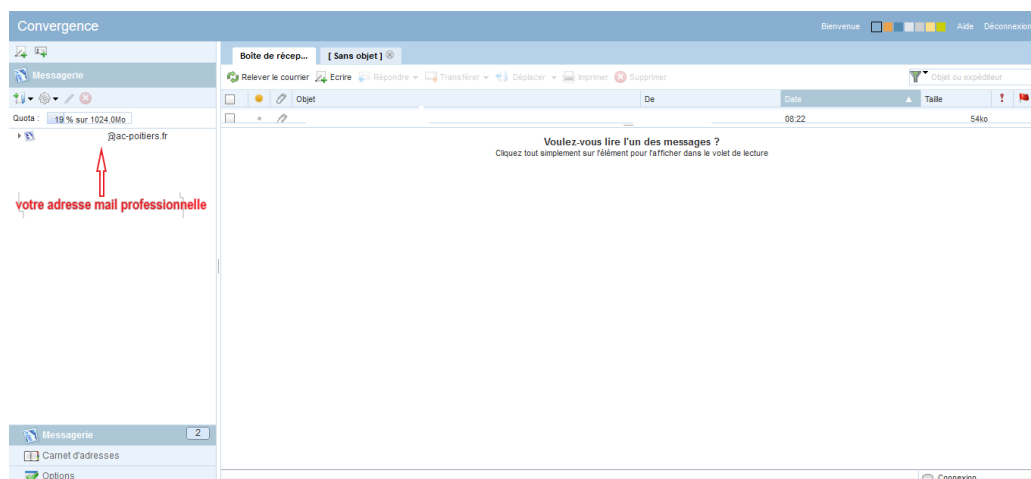 Convergence
Bienvenue Aide Déconnexion
Boîte de récep... [ Sans objet ]
Messagerie
Relever le courrier Ecrire Répondre Transférer Déplacer Imprimer Supprimer Objet ou expéditeur
Objet De Date Taille
Quota : 19 % sur 1024.0Mo
08:22 54ko
@ac-poitiers.fr
Voulez-vous lire l'un des messages ?
Cliquez tout simplement sur l'élément pour l'afficher dans le volet de lecture
votre adresse mail professionnelle
Messagerie 2
Carnet d'adresses
Options
Connexion